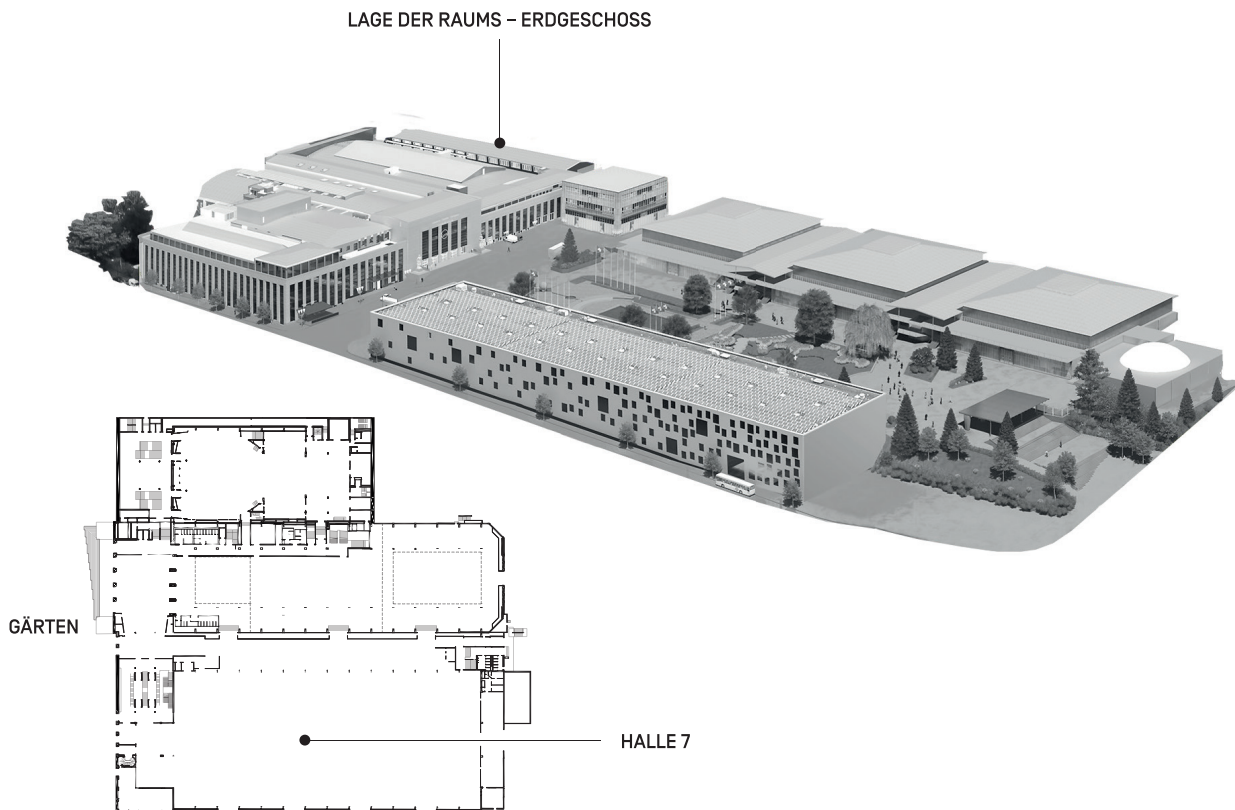 LAGE DER RAUMS – ERDGESCHOSS
GÄRTEN
HALLE 7